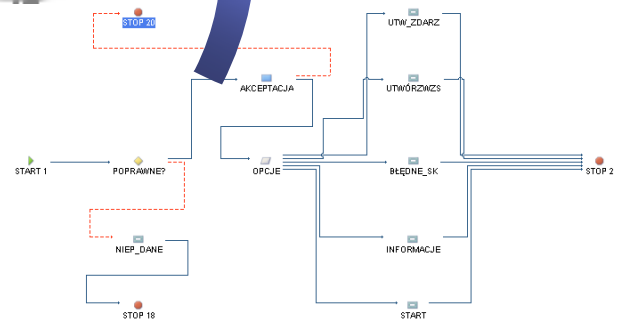 STOP 20
UTW_ZDARZ
AKCEPTACJA
UTWÓRZWZS
START 1
POPRAWNE?
OPCJE
BŁĘDNE_SK
STOP 2
NIEP_DANE
INFORMACJE
STOP 18
START